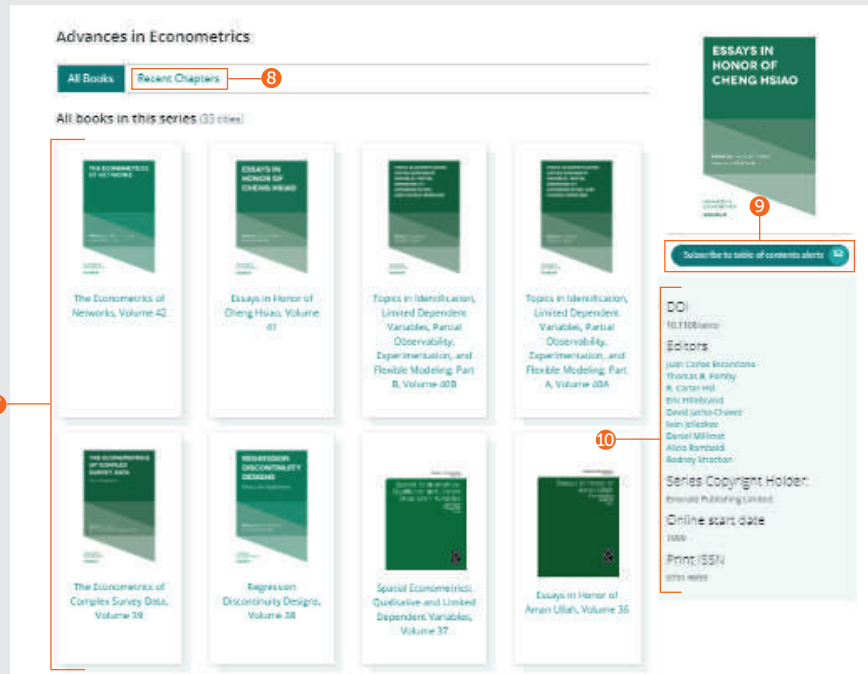 Advances in Econometrics
All Books
Recent Chapters
8
All books in this series (33 titles)
THE ECONOMETRICS
OF NETWORKS
The Econometrics of
Networks, Volume 42
ESSAYS IN
HONOR OF
CHENG HSIAO
Essays in Honor of
Cheng Hsiao, Volume
41
Topics in Identification,
Limited Dependent
Variables, Partial
Observability,
Experimentation, and
Flexible Modeling: Part
B, Volume 40B
Topics in Identification,
Limited Dependent
Variables, Partial
Observability,
Experimentation, and
Flexible Modeling: Part
A, Volume 40A
THE ECONOMETRICS
OF COMPLEX
SURVEY DATA
The Econometrics of
Complex Survey Data,
Volume 39
REGRESSION
DISCONTINUITY
DESIGNS
Regression
Discontinuity Designs,
Volume 38
Spatial Econometrics:
Qualitative and Limited
Dependent Variables,
Volume 37
Essays in Honor of
Aman Ullah, Volume 36
ESSAYS IN
HONOR OF
CHENG HSIAO
9
Subscribe to table of contents alerts
10
DOI
Editors
Juan Carlos Escanciano
Thomas B. Fomby
R. Carter Hill
Eric Hillebrand
David Jacho-Chavez
Ivan Jeliazkov
Daniel Millimet
Alicia Rambaldi
Rodney Strachan
Series Copyright Holder:
Emerald Publishing Limited
Online start date
Print ISSN